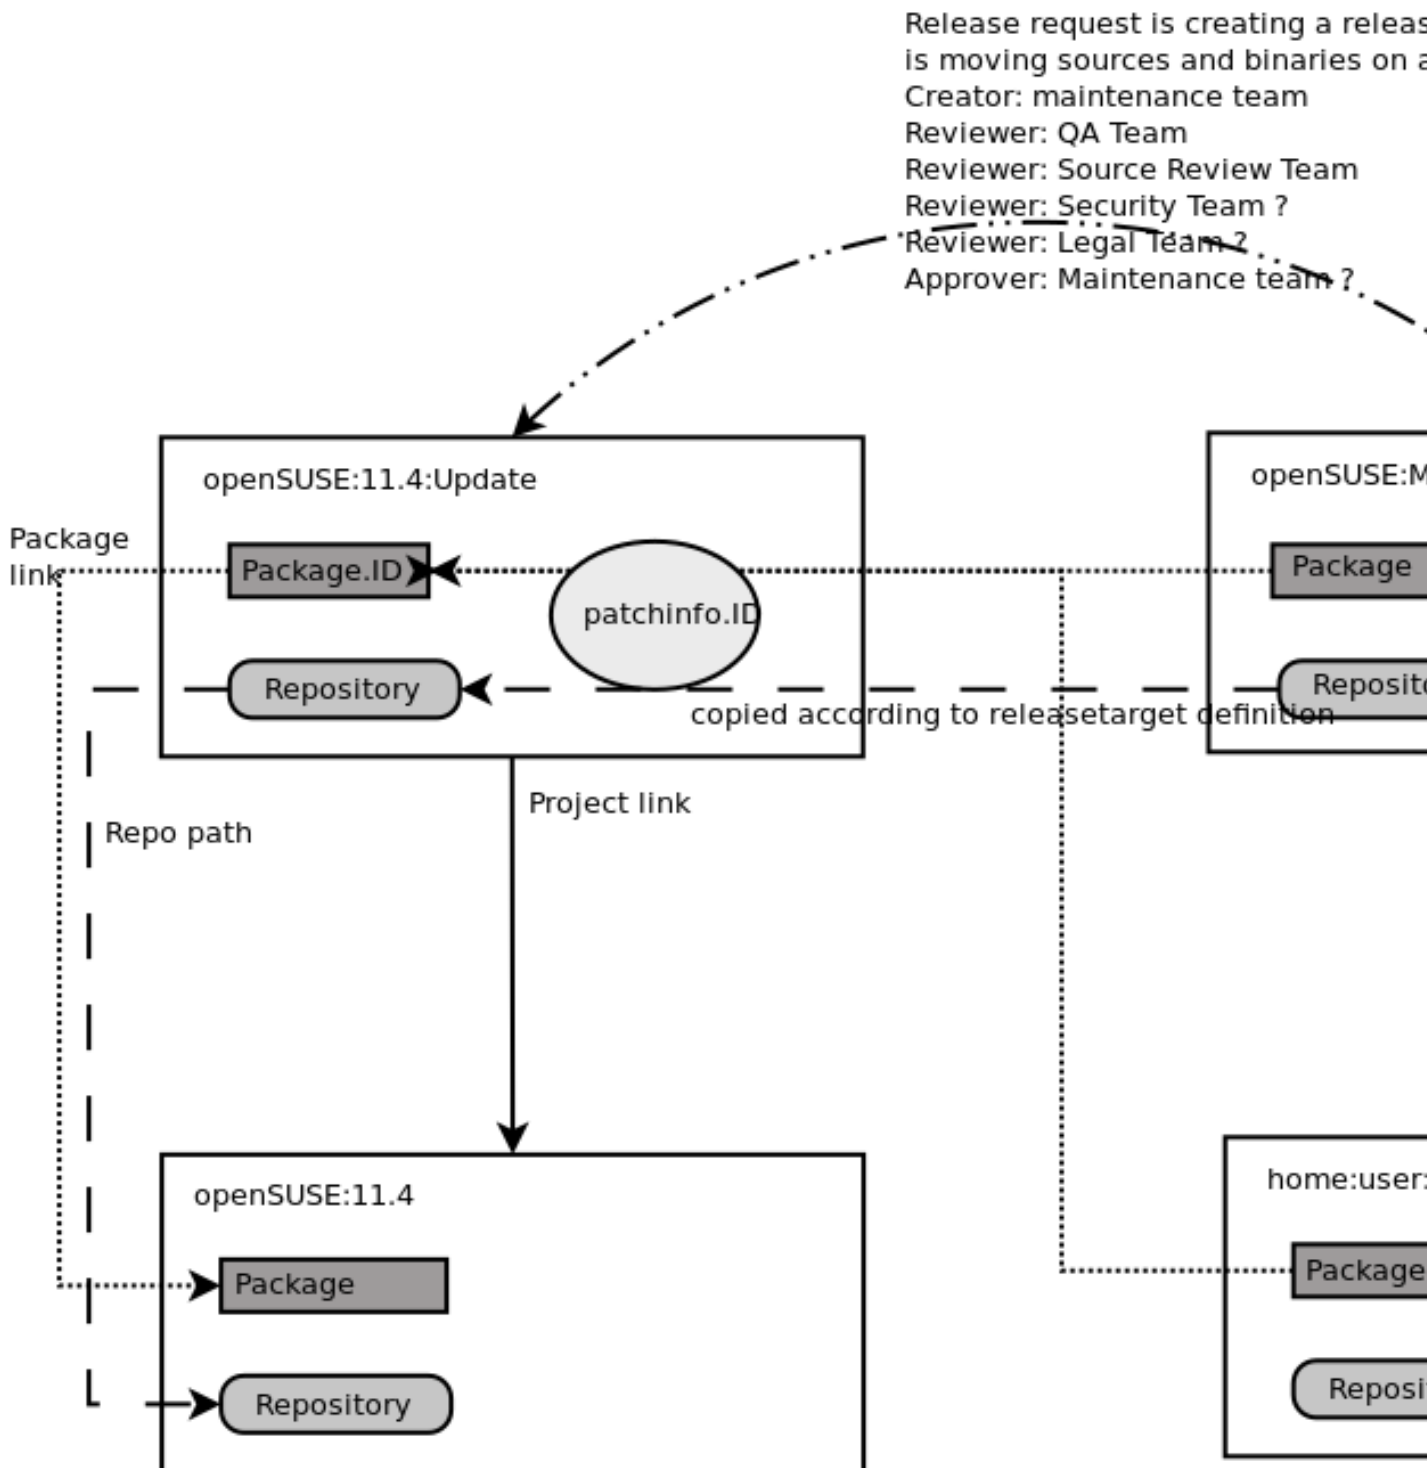 Release request is creating a releas
is moving sources and binaries on a
Creator: maintenance team
Reviewer: QA Team
Reviewer: Source Review Team
Reviewer: Security Team ?
Reviewer: Legal Team ?
Approver: Maintenance team ?
openSUSE:11.4:Update
openSUSE:M
Package
link
Package.ID
patchinfo.ID
Package
Repository
Reposito
copied according to releasetarget definition
Project link
Repo path
openSUSE:11.4
home:user:
Package
Package
Repository
Reposi